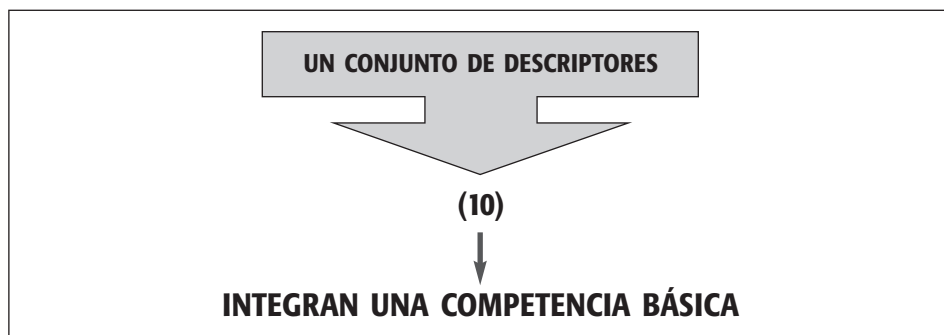 UN CONJUNTO DE DESCRIPTORES
(10)
INTEGRAN UNA COMPETENCIA BÁSICA